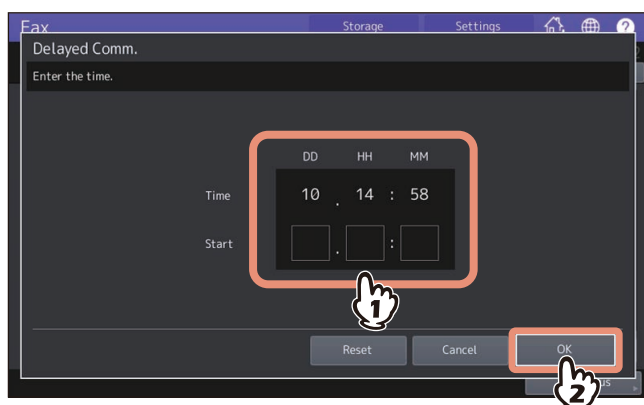 Fax Storage Settings
Delayed Comm.
Enter the time.
DD HH MM
Time 10 . 14 : 58
Start . :
1
Reset Cancel OK
2